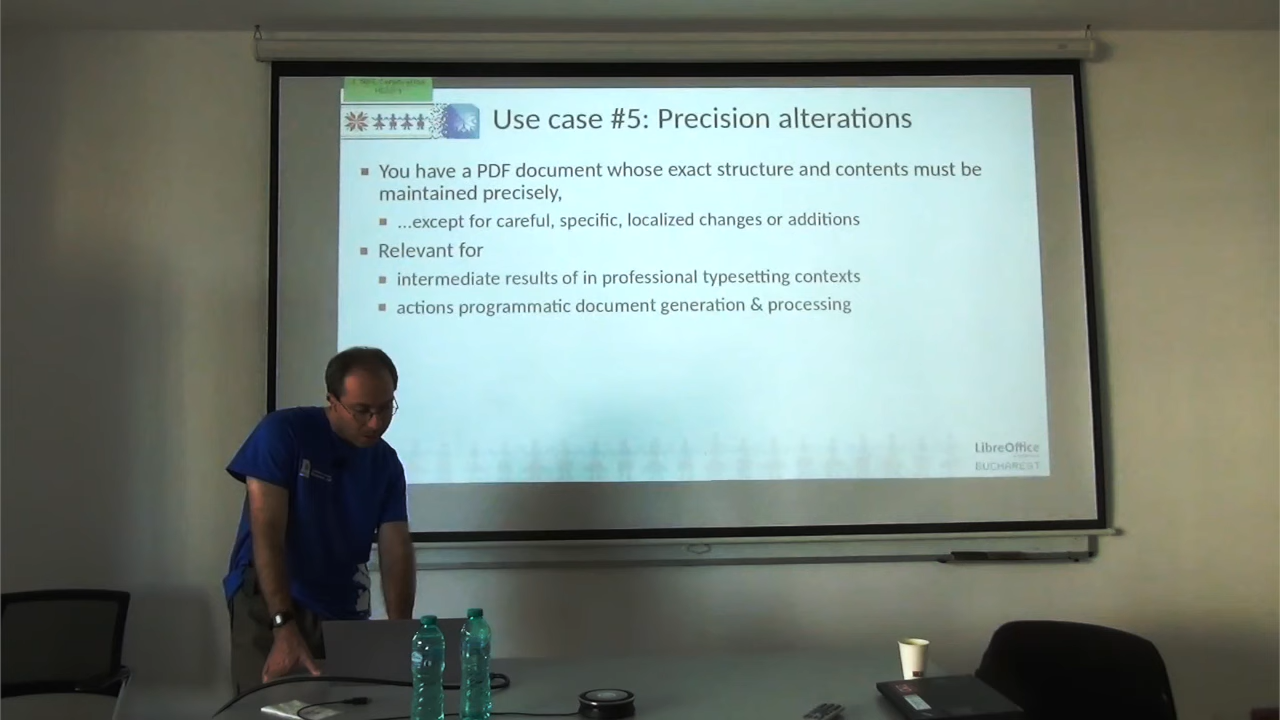 Use case #5: Precision alterations
You have a PDF document whose exact structure and contents must be
maintained precisely,
...except for careful, specific, localized changes or additions
Relevant for
intermediate results of in professional typesetting contexts
actions programmatic document generation & processing
LibreOffice
BUCHAREST